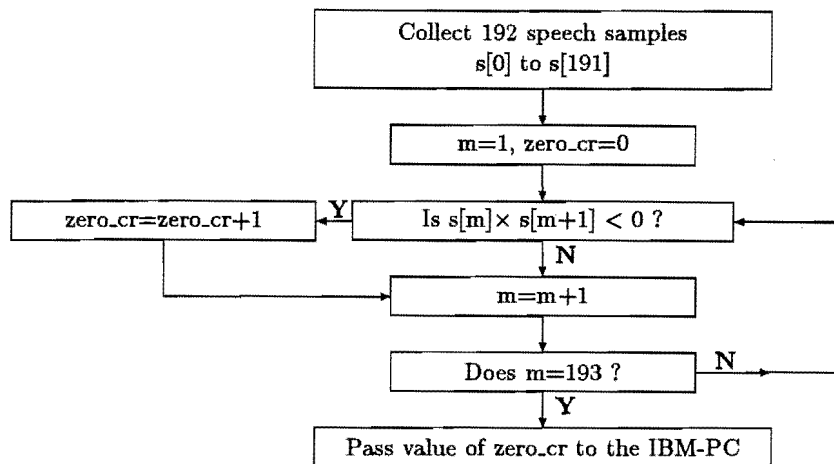 Collect 192 speech samples
s[0] to s[191]
m=1, zero_cr=0
zero_cr=zero_cr+1
Y
Is s[m]× s[m+1] < 0 ?
N
m=m+1
Does m=193 ?
N
Y
Pass value of zero_cr to the IBM-PC